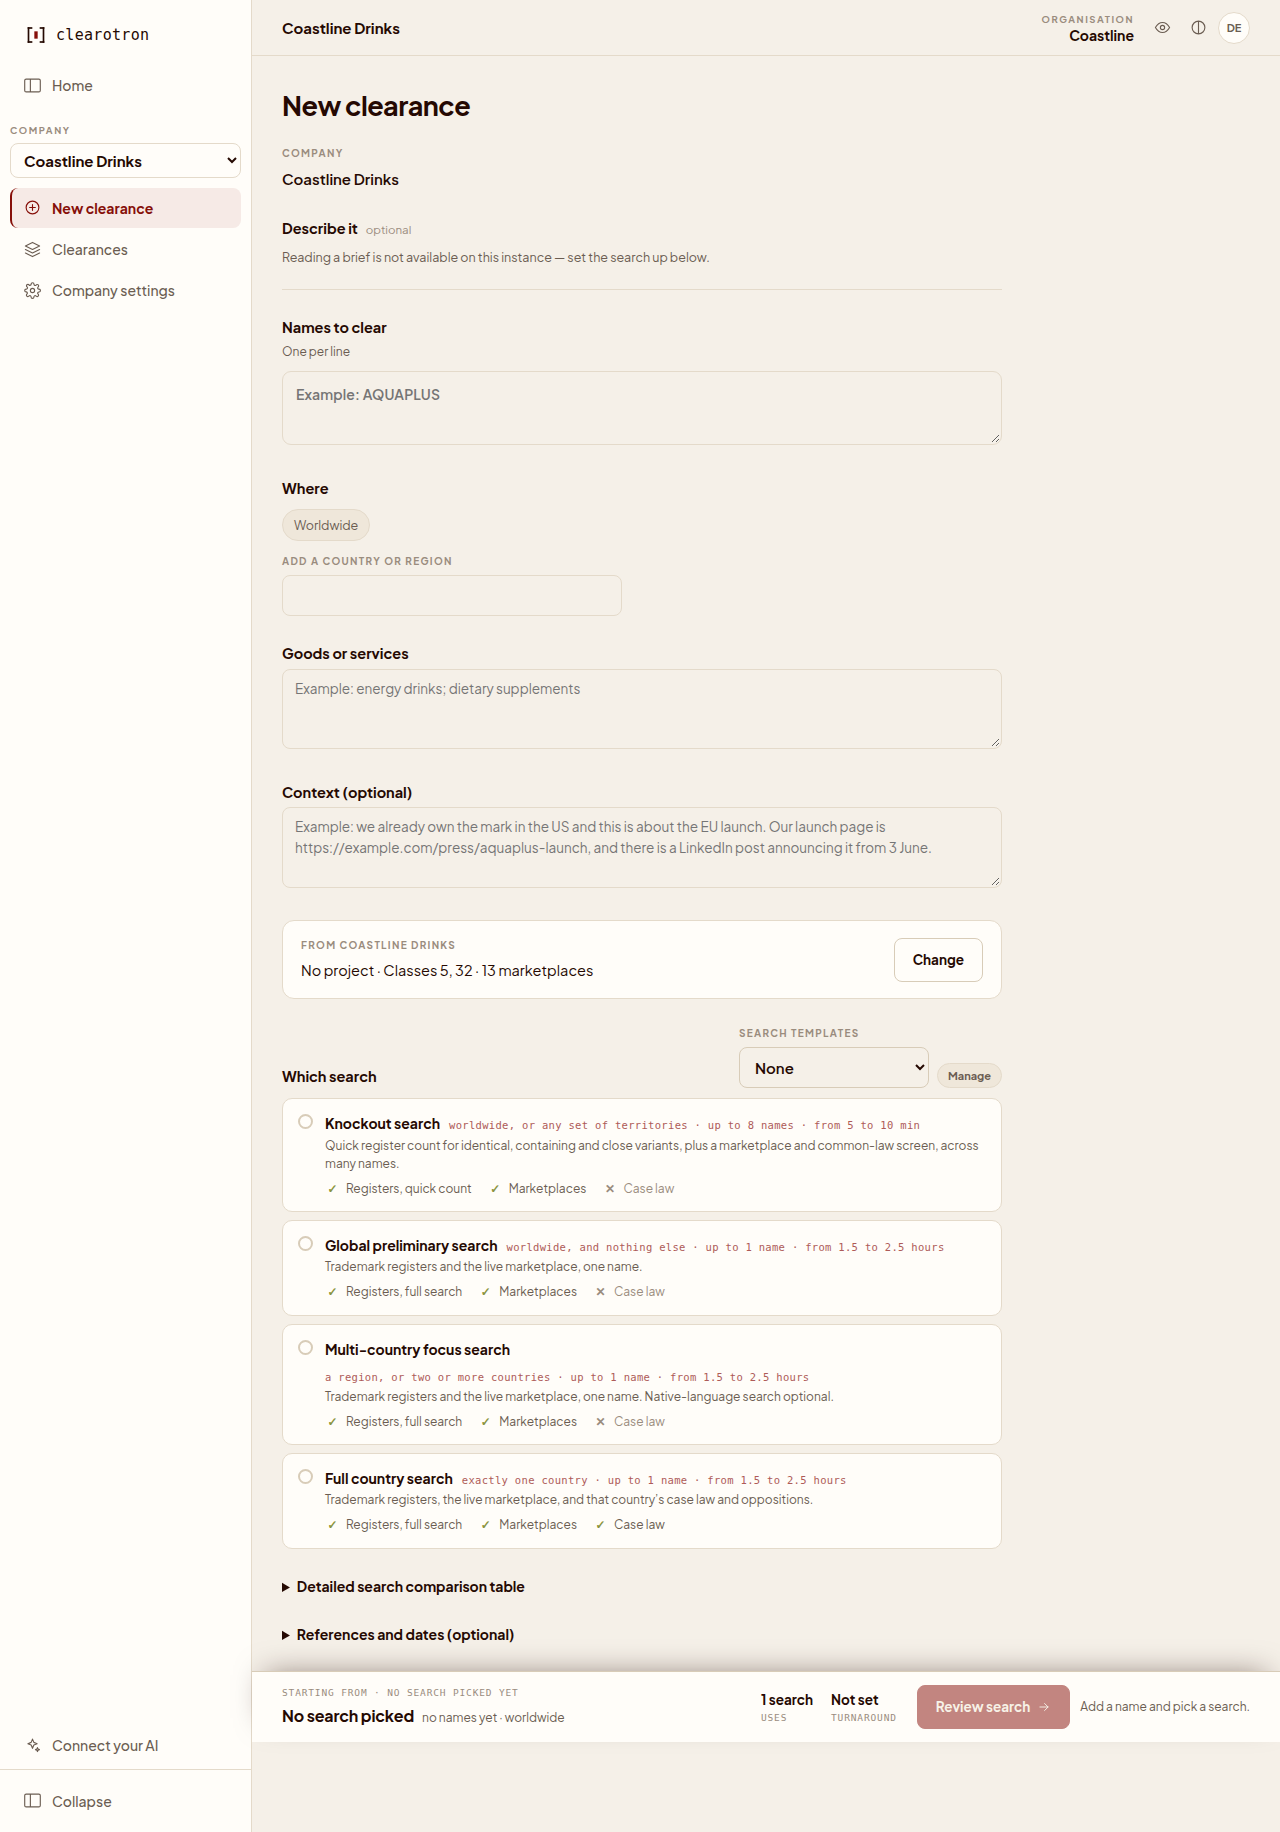 clearotron
Home
COMPANY
Coastline Drinks
New clearance
Clearances
Company settings
Connect your AI
Collapse
Coastline Drinks
ORGANISATION
Coastline
DE
New clearance
COMPANY
Coastline Drinks
Describe it optional
Reading a brief is not available on this instance — set the search up below.
Names to clear
One per line
Example: AQUAPLUS
Where
Worldwide
ADD A COUNTRY OR REGION
Goods or services
Example: energy drinks; dietary supplements
Context (optional)
Example: we already own the mark in the US and this is about the EU launch. Our launch page is
https://example.com/press/aquaplus-launch, and there is a LinkedIn post announcing it from 3 June.
FROM COASTLINE DRINKS
No project · Classes 5, 32 · 13 marketplaces
Change
SEARCH TEMPLATES
Which search
None
Manage
Knockout search worldwide, or any set of territories · up to 8 names · from 5 to 10 min
Quick register count for identical, containing and close variants, plus a marketplace and common-law screen, across
many names.
✓ Registers, quick count ✓ Marketplaces ✕ Case law
Global preliminary search worldwide, and nothing else · up to 1 name · from 1.5 to 2.5 hours
Trademark registers and the live marketplace, one name.
✓ Registers, full search ✓ Marketplaces ✕ Case law
Multi-country focus search
a region, or two or more countries · up to 1 name · from 1.5 to 2.5 hours
Trademark registers and the live marketplace, one name. Native-language search optional.
✓ Registers, full search ✓ Marketplaces ✕ Case law
Full country search exactly one country · up to 1 name · from 1.5 to 2.5 hours
Trademark registers, the live marketplace, and that country's case law and oppositions.
✓ Registers, full search ✓ Marketplaces ✓ Case law
Detailed search comparison table
References and dates (optional)
STARTING FROM · NO SEARCH PICKED YET
No search picked no names yet · worldwide
1 search
USES
Not set
TURNAROUND
Review search →
Add a name and pick a search.